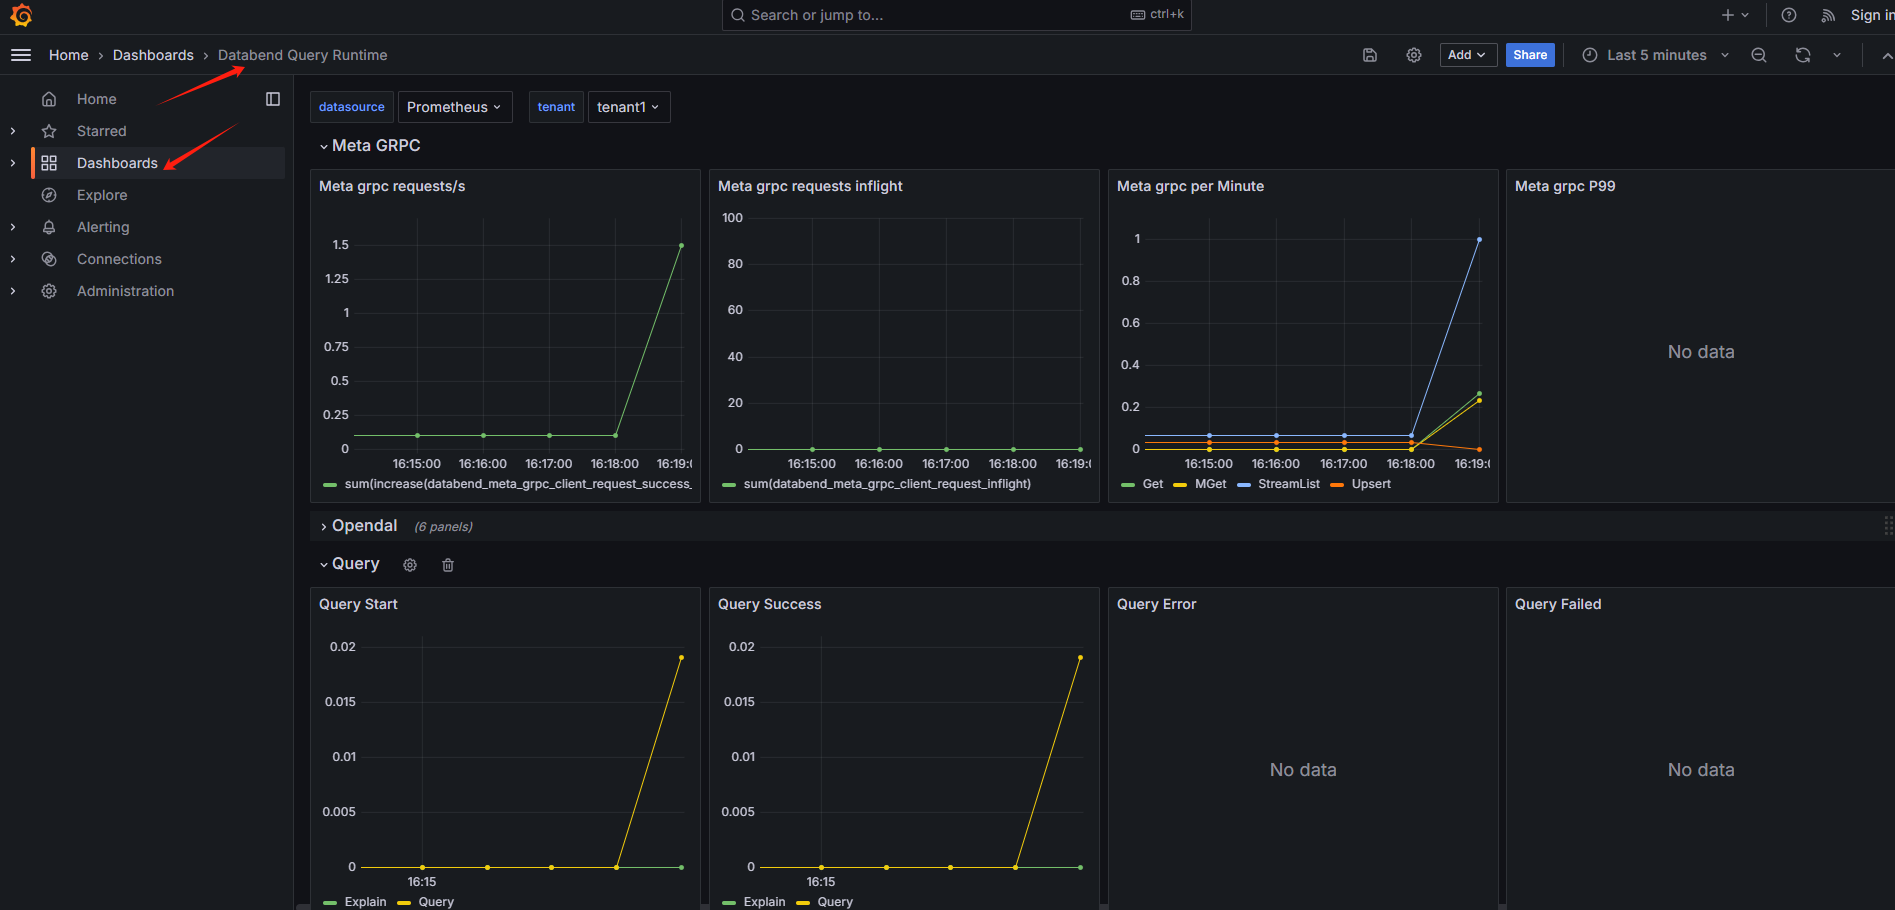 Search or jump to... ctrl+k Sign in
Home › Dashboards › Databend Query Runtime Add Share Last 5 minutes
Home
Starred
Dashboards
Explore
Alerting
Connections
Administration
datasource Prometheus tenant tenant1
Meta GRPC
Meta grpc requests/s
1.5
1.25
1
0.75
0.5
0.25
0
16:15:00 16:16:00 16:17:00 16:18:00 16:19:0
sum(increase(databend_meta_grpc_client_request_success_
Meta grpc requests inflight
100
80
60
40
20
0
16:15:00 16:16:00 16:17:00 16:18:00 16:19:0
sum(databend_meta_grpc_client_request_inflight)
Meta grpc per Minute
1
0.8
0.6
0.4
0.2
0
16:15:00 16:16:00 16:17:00 16:18:00 16:19:0
Get MGet StreamList Upsert
Meta grpc P99
No data
Opendal (6 panels)
Query
Query Start
0.02
0.015
0.01
0.005
0
16:15
Explain Query
Query Success
0.02
0.015
0.01
0.005
0
16:15
Explain Query
Query Error
No data
Query Failed
No data